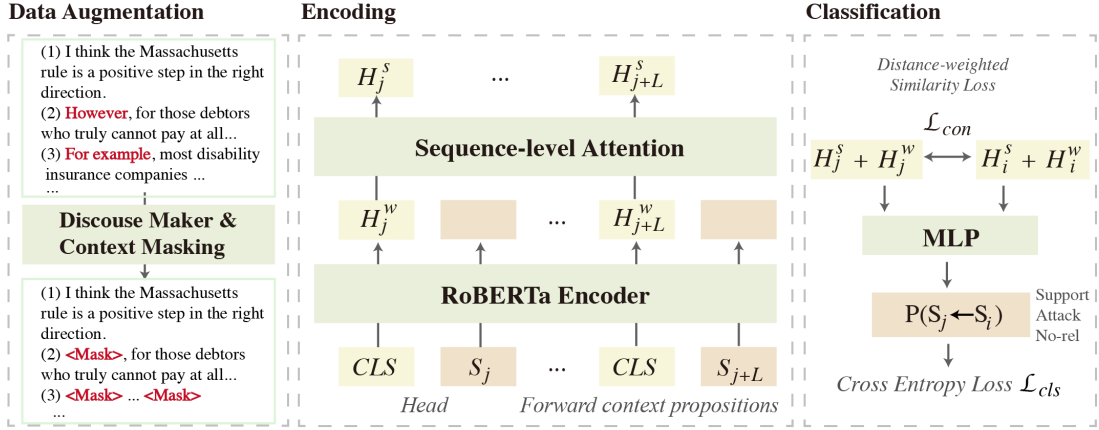 Data Augmentation
(1) I think the Massachusetts
rule is a positive step in the right
direction.
(2) However, for those debtors
who truly cannot pay at all...
(3) For example, most disability
insurance companies ...
...
Discouse Maker &
Context Masking
(1) I think the Massachusetts
rule is a positive step in the right
direction.
(2) <Mask>, for those debtors
who truly cannot pay at all...
(3) <Mask> ... <Mask>
...
Encoding
H_j^s ... H_{j+L}^s
Sequence-level Attention
H_j^w ... H_{j+L}^w
RoBERTa Encoder
CLS S_j ... CLS S_{j+L}
Head Forward context propositions
Classification
Distance-weighted
Similarity Loss
ℒ_con
H_j^s + H_j^w H_i^s + H_i^w
MLP
P(S_j←S_i)
Support
Attack
No-rel
Cross Entropy Loss ℒ_cls